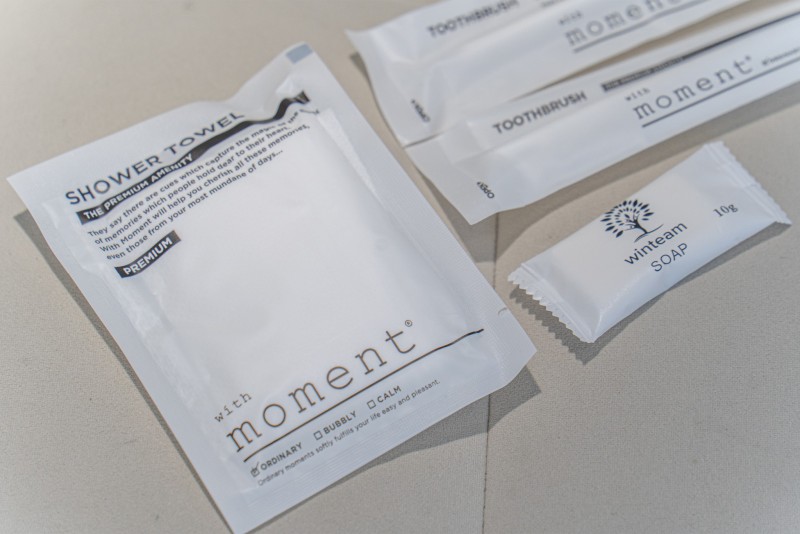 SHOWER TOWEL
THE PREMIUM AMENITY
They say there are cues which capture the
of memories which people hold dear to their heart,
With Moment will help you cherish all these memories,
even those from your most mundane of days...
PREMIUM
with
moment®
ORDINARY BUBBLY CALM
Ordinary moments softly fulfills your life easy and pleasant.
TOOTHBRUSH
with
moment
TOOTHBRUSH
with
moment®
OPEN
winteam
SOAP
10g